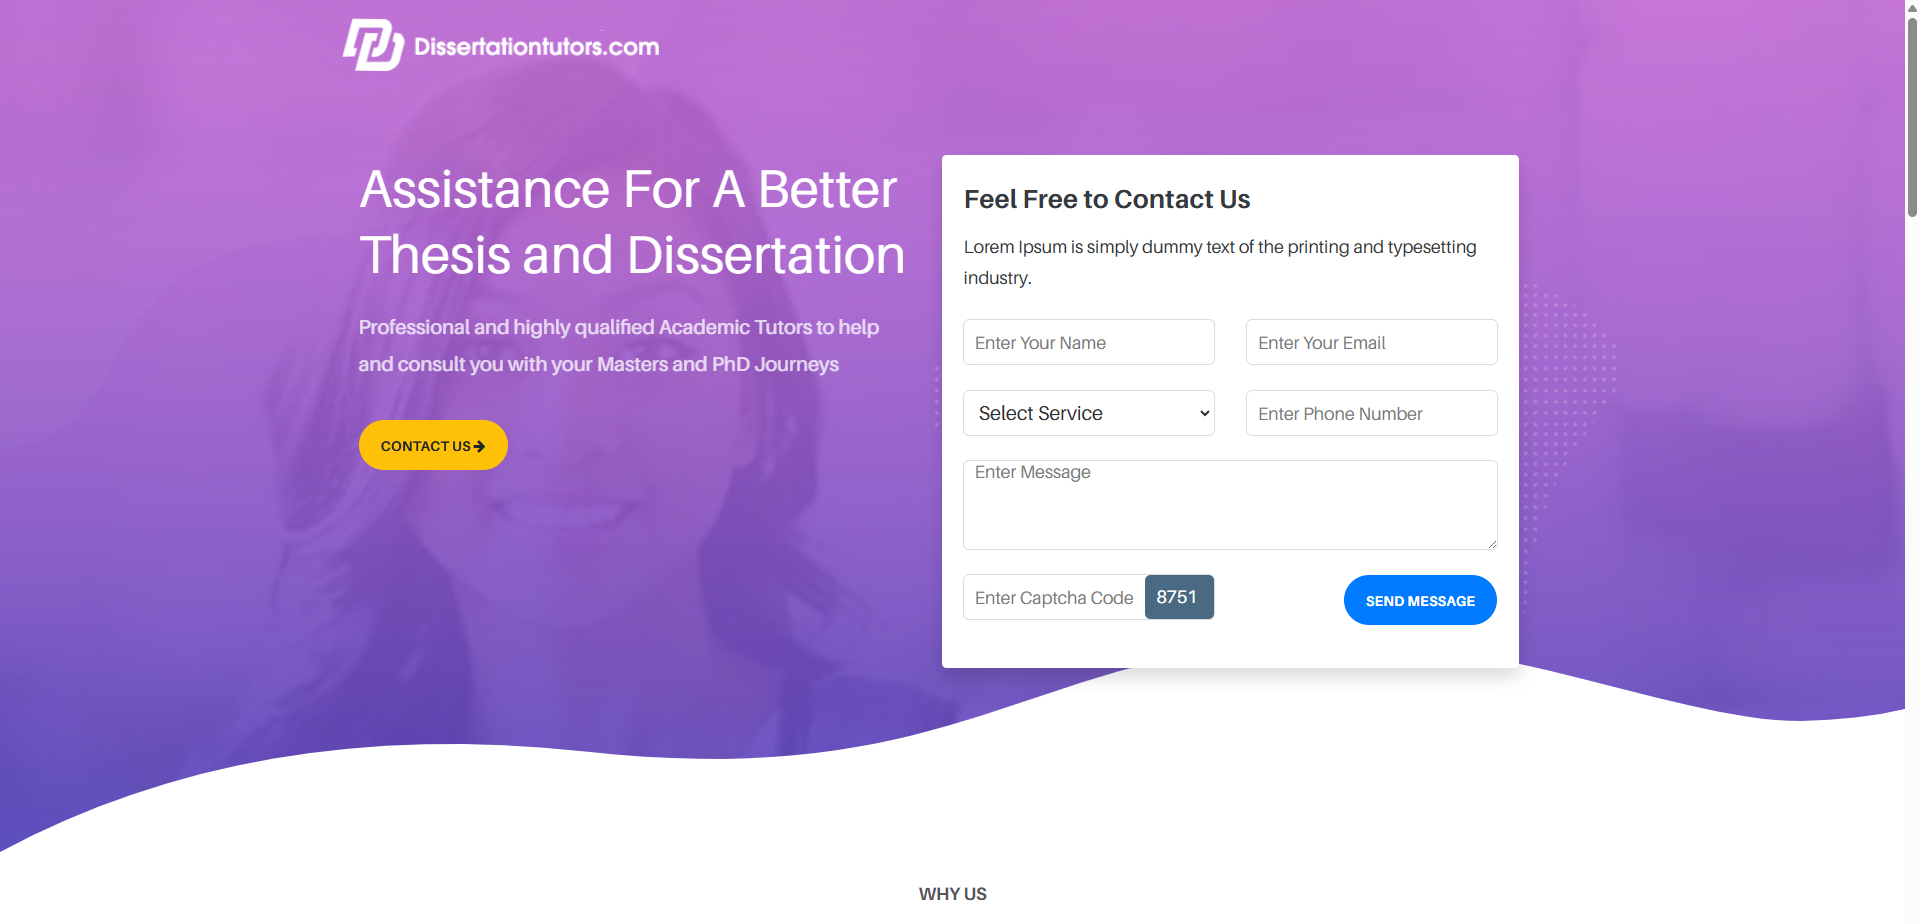 Dissertationtutors.com
Assistance For A Better
Thesis and Dissertation
Professional and highly qualified Academic Tutors to help
and consult you with your Masters and PhD Journeys
CONTACT US
Feel Free to Contact Us
Lorem Ipsum is simply dummy text of the printing and typesetting
industry.
Enter Your Name
Enter Your Email
Select Service
Enter Phone Number
Enter Message
Enter Captcha Code
8751
SEND MESSAGE
WHY US